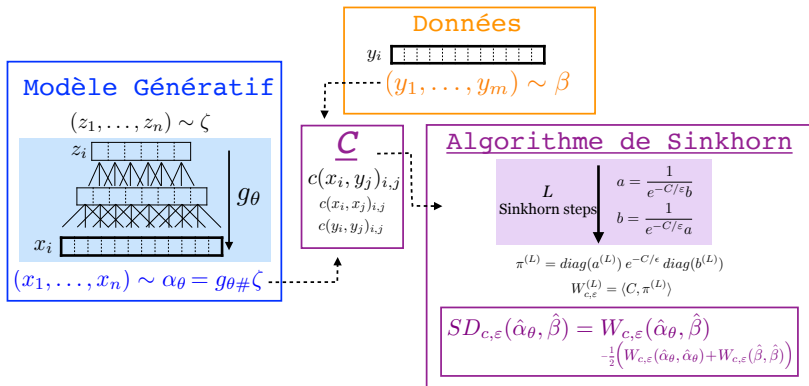 Données
y_i
(y_1, . . . , y_m) ∼ β
Modèle Génératif
(z_1, . . . , z_n) ∼ ζ
z_i
g_θ
x_i
(x_1, . . . , x_n) ∼ α_θ = g_{θ#}ζ
C
c(x_i, y_j)_{i,j}
c(x_i, x_j)_{i,j}
c(y_i, y_j)_{i,j}
Algorithme de Sinkhorn
L
Sinkhorn steps
a = 1 / (e^{-C/ε} b)
b = 1 / (e^{-C/ε} a)
π^{(L)} = diag(a^{(L)}) e^{-C/ϵ} diag(b^{(L)})
W_{c,ε}^{(L)} = ⟨C, π^{(L)}⟩
SD_{c,ε}(α̂_θ, β̂) = W_{c,ε}(α̂_θ, β̂)
-½(W_{c,ε}(α̂_θ, α̂_θ)+W_{c,ε}(β̂, β̂))